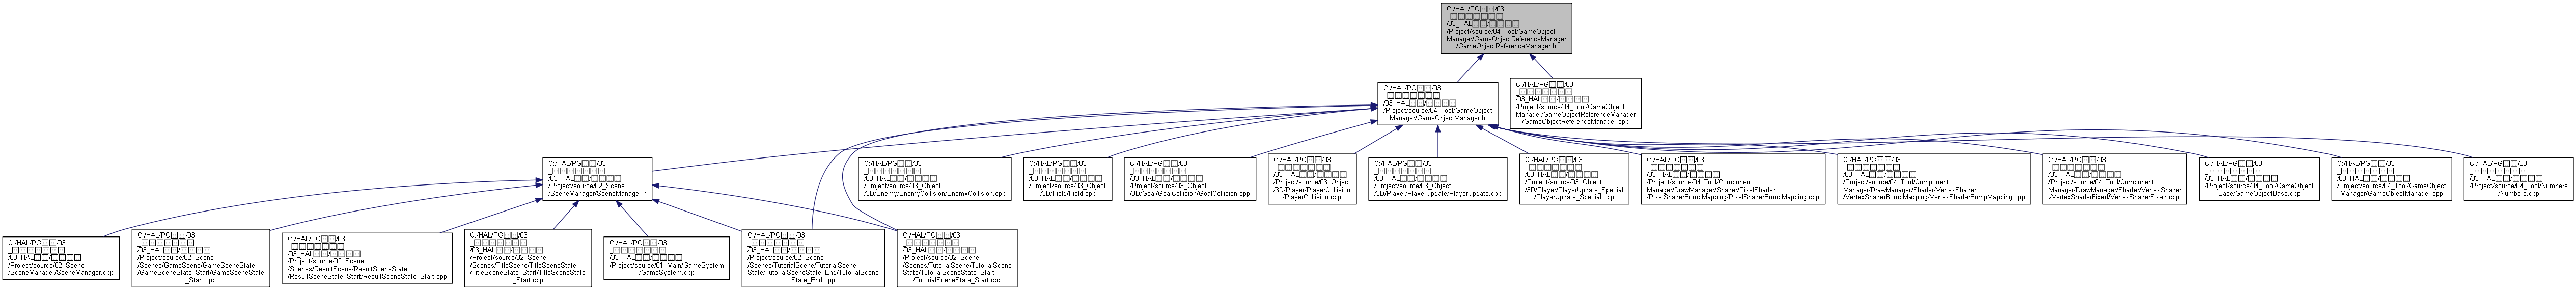 C:/HAL/PG□□/03
_□□□□□□□
/03_HAL□□/□□□□
/Project/source/04_Tool/GameObject
Manager/GameObjectReferenceManager
/GameObjectReferenceManager.h
C:/HAL/PG□□/03
_□□□□□□□
/03_HAL□□/□□□□
/Project/source/04_Tool/GameObject
Manager/GameObjectManager.h
C:/HAL/PG□□/03
_□□□□□□□
/03_HAL□□/□□□□
/Project/source/04_Tool/GameObject
Manager/GameObjectReferenceManager
/GameObjectReferenceManager.cpp
C:/HAL/PG□□/03
_□□□□□□□
/03_HAL□□/□□□□
/Project/source/02_Scene
/SceneManager/SceneManager.h
C:/HAL/PG□□/03
_□□□□□□□
/03_HAL□□/□□□□
/Project/source/03_Object
/3D/Enemy/EnemyCollision/EnemyCollision.cpp
C:/HAL/PG□□/03
_□□□□□□□
/03_HAL□□/□□□□
/Project/source/03_Object
/3D/Field/Field.cpp
C:/HAL/PG□□/03
_□□□□□□□
/03_HAL□□/□□□□
/Project/source/03_Object
/3D/Goal/GoalCollision/GoalCollision.cpp
C:/HAL/PG□□/03
_□□□□□□□
/03_HAL□□/□□□□
/Project/source/03_Object
/3D/Player/PlayerCollision
/PlayerCollision.cpp
C:/HAL/PG□□/03
_□□□□□□□
/03_HAL□□/□□□□
/Project/source/03_Object
/3D/Player/PlayerUpdate/PlayerUpdate.cpp
C:/HAL/PG□□/03
_□□□□□□□
/03_HAL□□/□□□□
/Project/source/03_Object
/3D/Player/PlayerUpdate_Special
/PlayerUpdate_Special.cpp
C:/HAL/PG□□/03
_□□□□□□□
/03_HAL□□/□□□□
/Project/source/04_Tool/Component
Manager/DrawManager/Shader/PixelShader
/PixelShaderBumpMapping/PixelShaderBumpMapping.cpp
C:/HAL/PG□□/03
_□□□□□□□
/03_HAL□□/□□□□
/Project/source/04_Tool/Component
Manager/DrawManager/Shader/VertexShader
/VertexShaderBumpMapping/VertexShaderBumpMapping.cpp
C:/HAL/PG□□/03
_□□□□□□□
/03_HAL□□/□□□□
/Project/source/04_Tool/Component
Manager/DrawManager/Shader/VertexShader
/VertexShaderFixed/VertexShaderFixed.cpp
C:/HAL/PG□□/03
_□□□□□□□
/03_HAL□□/□□□□
/Project/source/04_Tool/GameObject
Base/GameObjectBase.cpp
C:/HAL/PG□□/03
_□□□□□□□
/03_HAL□□/□□□□
/Project/source/04_Tool/GameObject
Manager/GameObjectManager.cpp
C:/HAL/PG□□/03
_□□□□□□□
/03_HAL□□/□□□□
/Project/source/04_Tool/Numbers
/Numbers.cpp
C:/HAL/PG□□/03
_□□□□□□□
/03_HAL□□/□□□□
/Project/source/02_Scene
/SceneManager/SceneManager.cpp
C:/HAL/PG□□/03
_□□□□□□□
/03_HAL□□/□□□□
/Project/source/02_Scene
/Scenes/GameScene/GameSceneState
/GameSceneState_Start/GameSceneState
_Start.cpp
C:/HAL/PG□□/03
_□□□□□□□
/03_HAL□□/□□□□
/Project/source/02_Scene
/Scenes/ResultScene/ResultSceneState
/ResultSceneState_Start/ResultSceneState_Start.cpp
C:/HAL/PG□□/03
_□□□□□□□
/03_HAL□□/□□□□
/Project/source/02_Scene
/Scenes/TitleScene/TitleSceneState
/TitleSceneState_Start/TitleSceneState
_Start.cpp
C:/HAL/PG□□/03
_□□□□□□□
/03_HAL□□/□□□□
/Project/source/01_Main/GameSystem
/GameSystem.cpp
C:/HAL/PG□□/03
_□□□□□□□
/03_HAL□□/□□□□
/Project/source/02_Scene
/Scenes/TutorialScene/TutorialScene
State/TutorialSceneState_End/TutorialScene
State_End.cpp
C:/HAL/PG□□/03
_□□□□□□□
/03_HAL□□/□□□□
/Project/source/02_Scene
/Scenes/TutorialScene/TutorialScene
State/TutorialSceneState_Start
/TutorialSceneState_Start.cpp